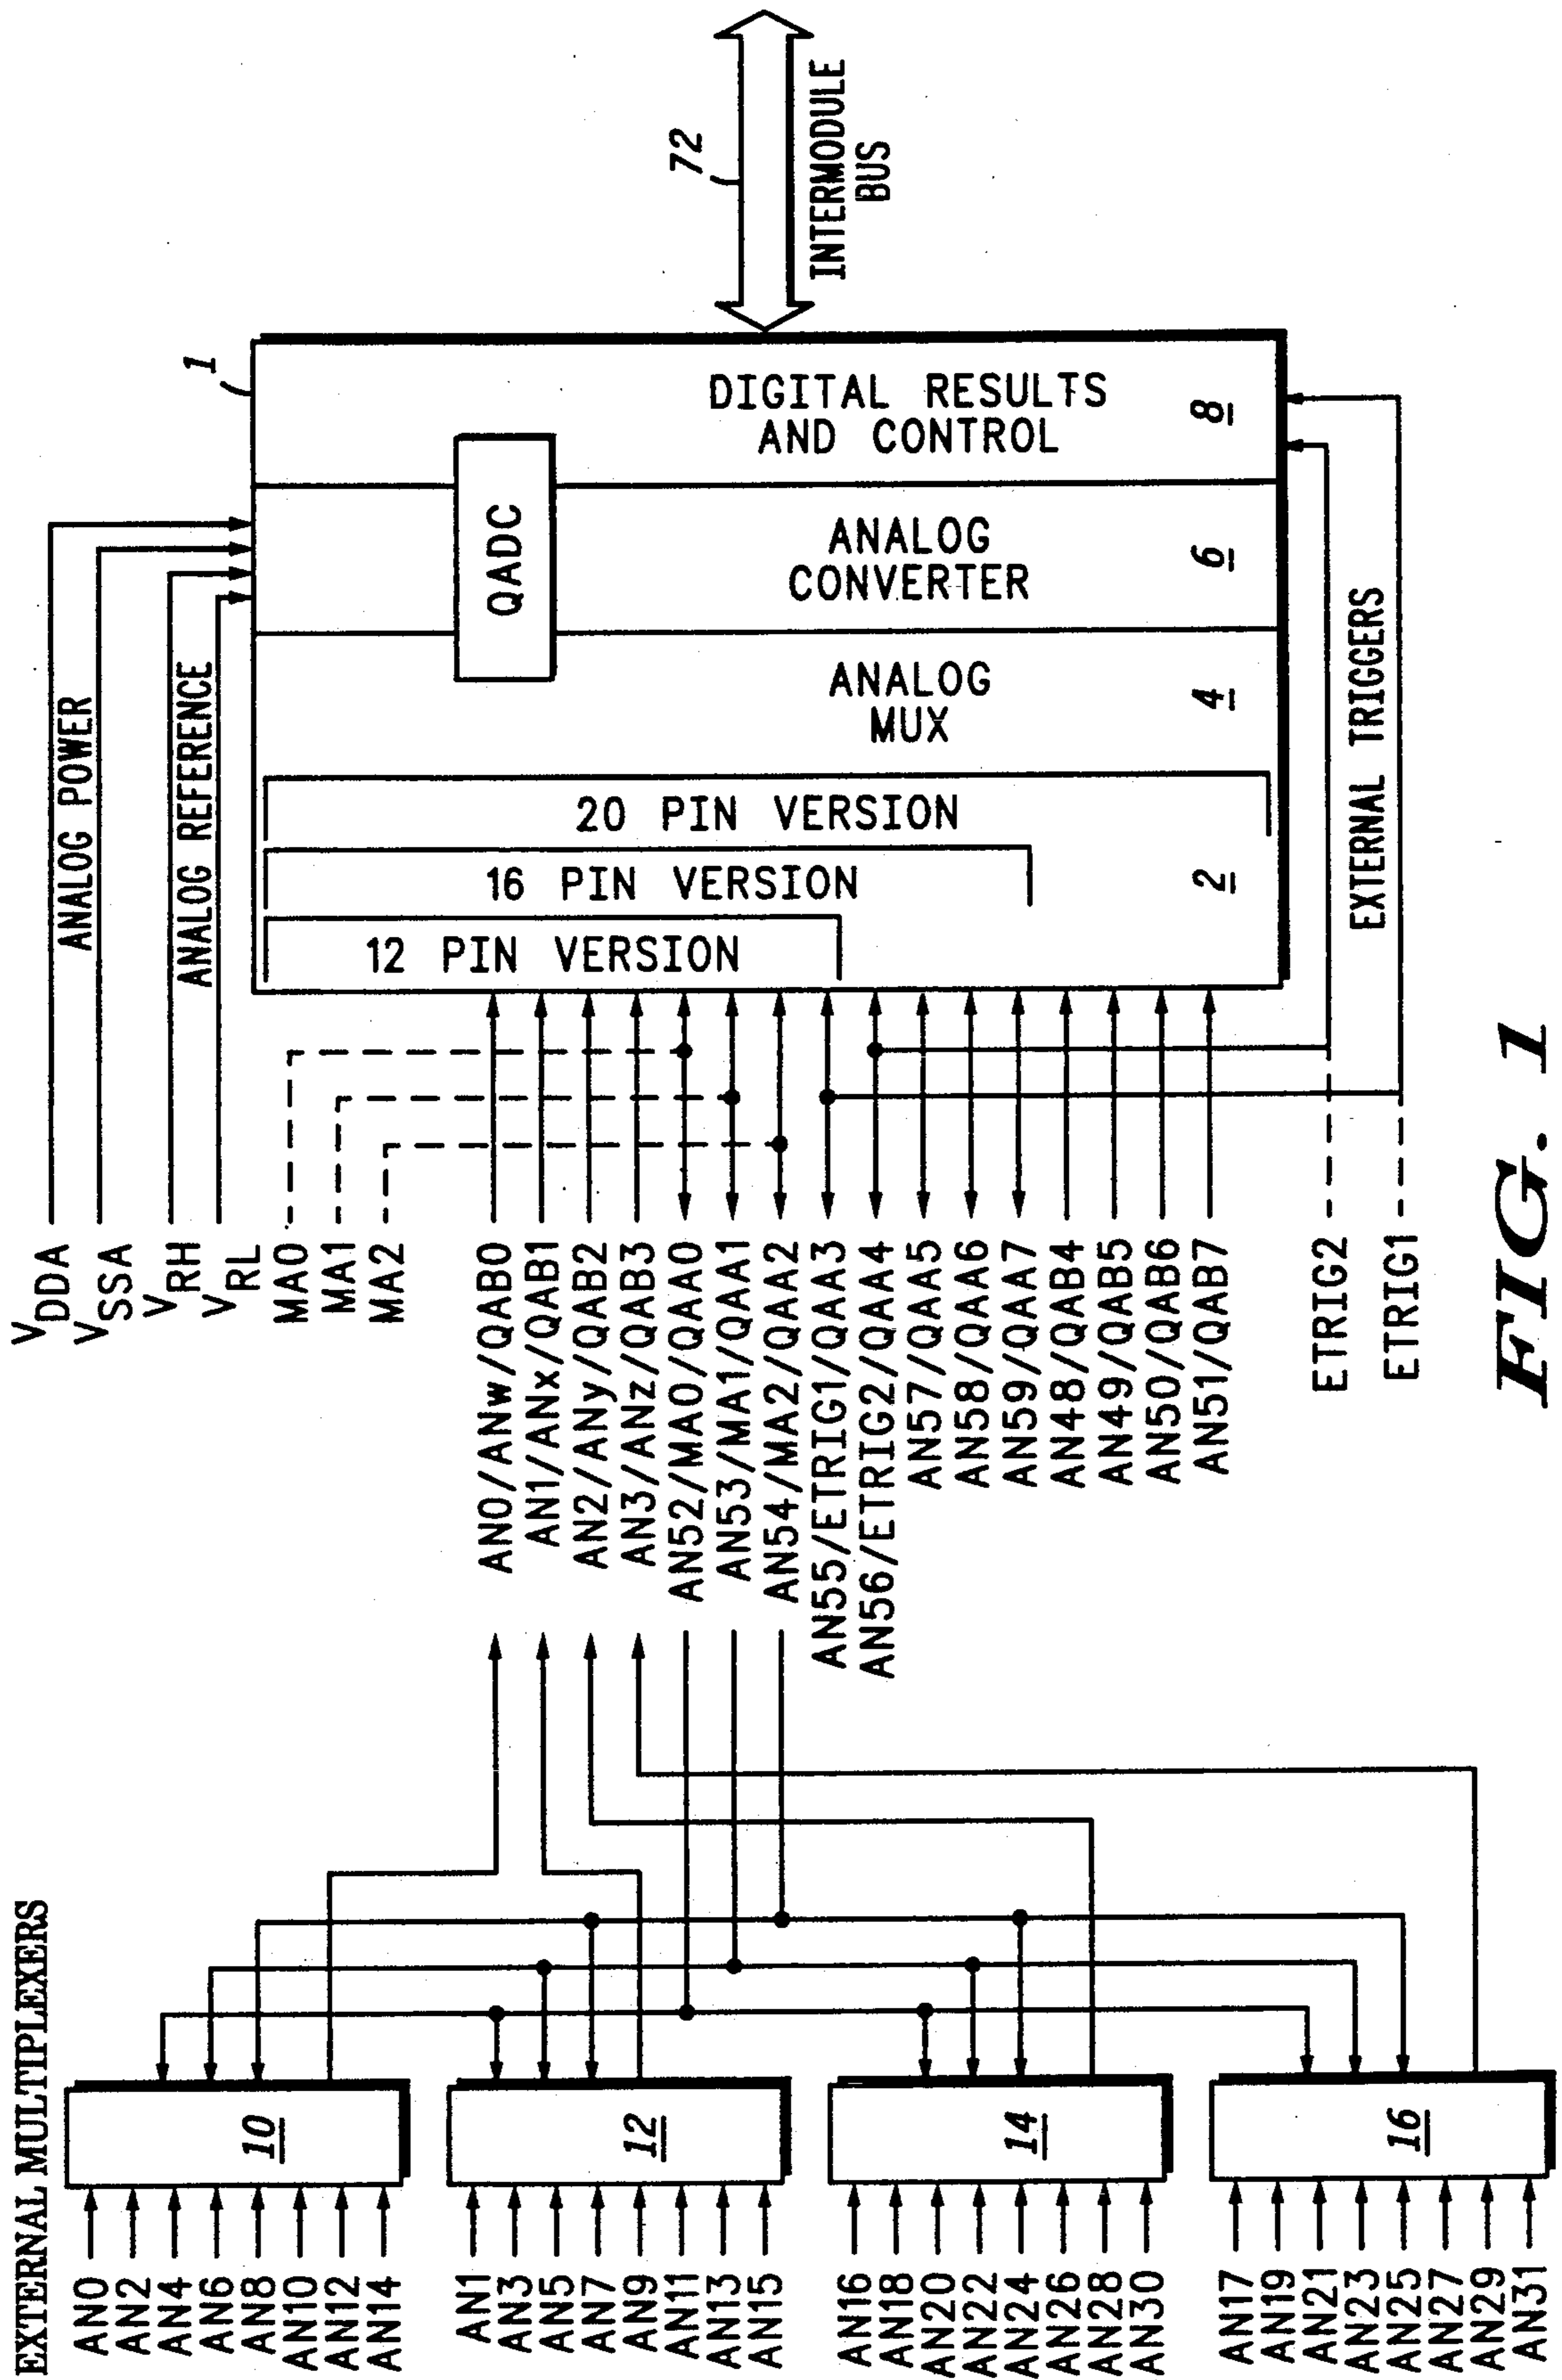 EXTERNAL MULTIPLEXERS
AN0
AN2
AN4
AN6
AN8
AN10
AN12
AN14
10
AN1
AN3
AN5
AN7
AN9
AN11
AN13
AN15
12
AN16
AN18
AN20
AN22
AN24
AN26
AN28
AN30
14
AN17
AN19
AN21
AN23
AN25
AN27
AN29
AN31
16
VDDA
VSSA
VRH
VRL
MA0
MA1
MA2
AN0/ANw/QAB0
AN1/ANx/QAB1
AN2/ANy/QAB2
AN3/ANz/QAB3
AN52/MA0/QAA0
AN53/MA1/QAA1
AN54/MA2/QAA2
AN55/ETRIG1/QAA3
AN56/ETRIG2/QAA4
AN57/QAA5
AN58/QAA6
AN59/QAA7
AN48/QAB4
AN49/QAB5
AN50/QAB6
AN51/QAB7
ETRIG2
ETRIG1
ANALOG POWER
ANALOG REFERENCE
12 PIN VERSION
16 PIN VERSION
20 PIN VERSION
2
ANALOG
MUX
4
QADC
ANALOG
CONVERTER
6
DIGITAL RESULTS
AND CONTROL
8
1
EXTERNAL TRIGGERS
72
INTERMODULE
BUS
FIG. 1